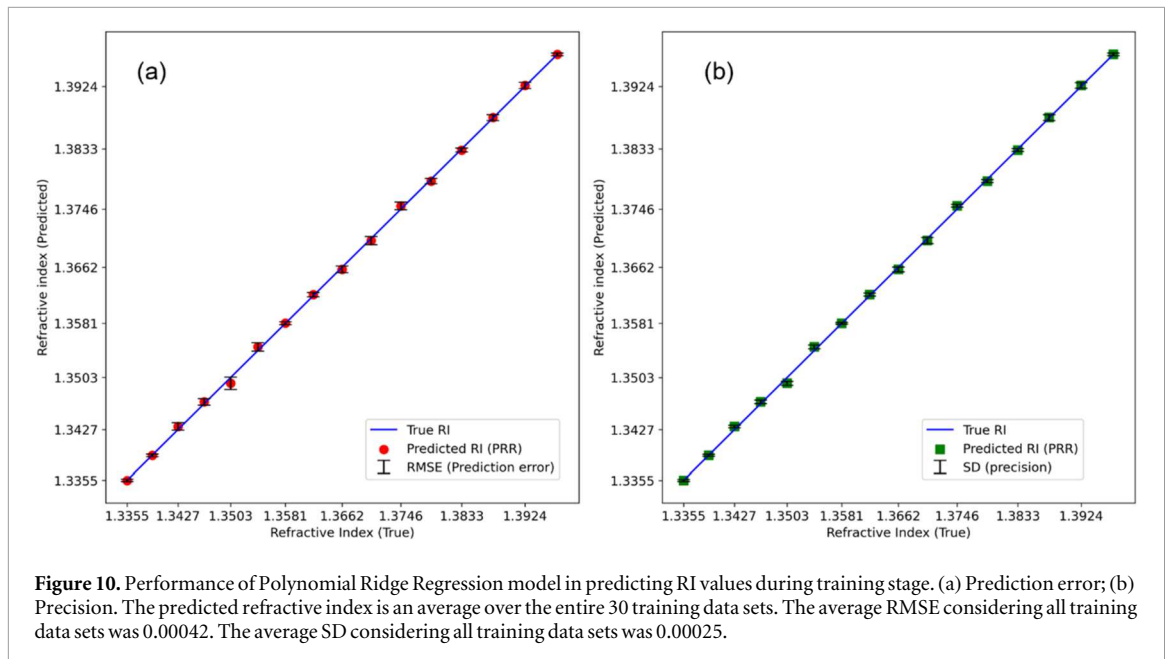 (a)
1.3924
1.3833
1.3746
1.3662
1.3581
1.3503
1.3427
1.3355
Refractive index (Predicted)
True RI
Predicted RI (PRR)
RMSE (Prediction error)
1.3355 1.3427 1.3503 1.3581 1.3662 1.3746 1.3833 1.3924
Refractive Index (True)
(b)
1.3924
1.3833
1.3746
1.3662
1.3581
1.3503
1.3427
1.3355
Refractive index (Predicted)
True RI
Predicted RI (PRR)
SD (precision)
1.3355 1.3427 1.3503 1.3581 1.3662 1.3746 1.3833 1.3924
Refractive Index (True)
Figure 10. Performance of Polynomial Ridge Regression model in predicting RI values during training stage. (a) Prediction error; (b)
Precision. The predicted refractive index is an average over the entire 30 training data sets. The average RMSE considering all training
data sets was 0.00042. The average SD considering all training data sets was 0.00025.